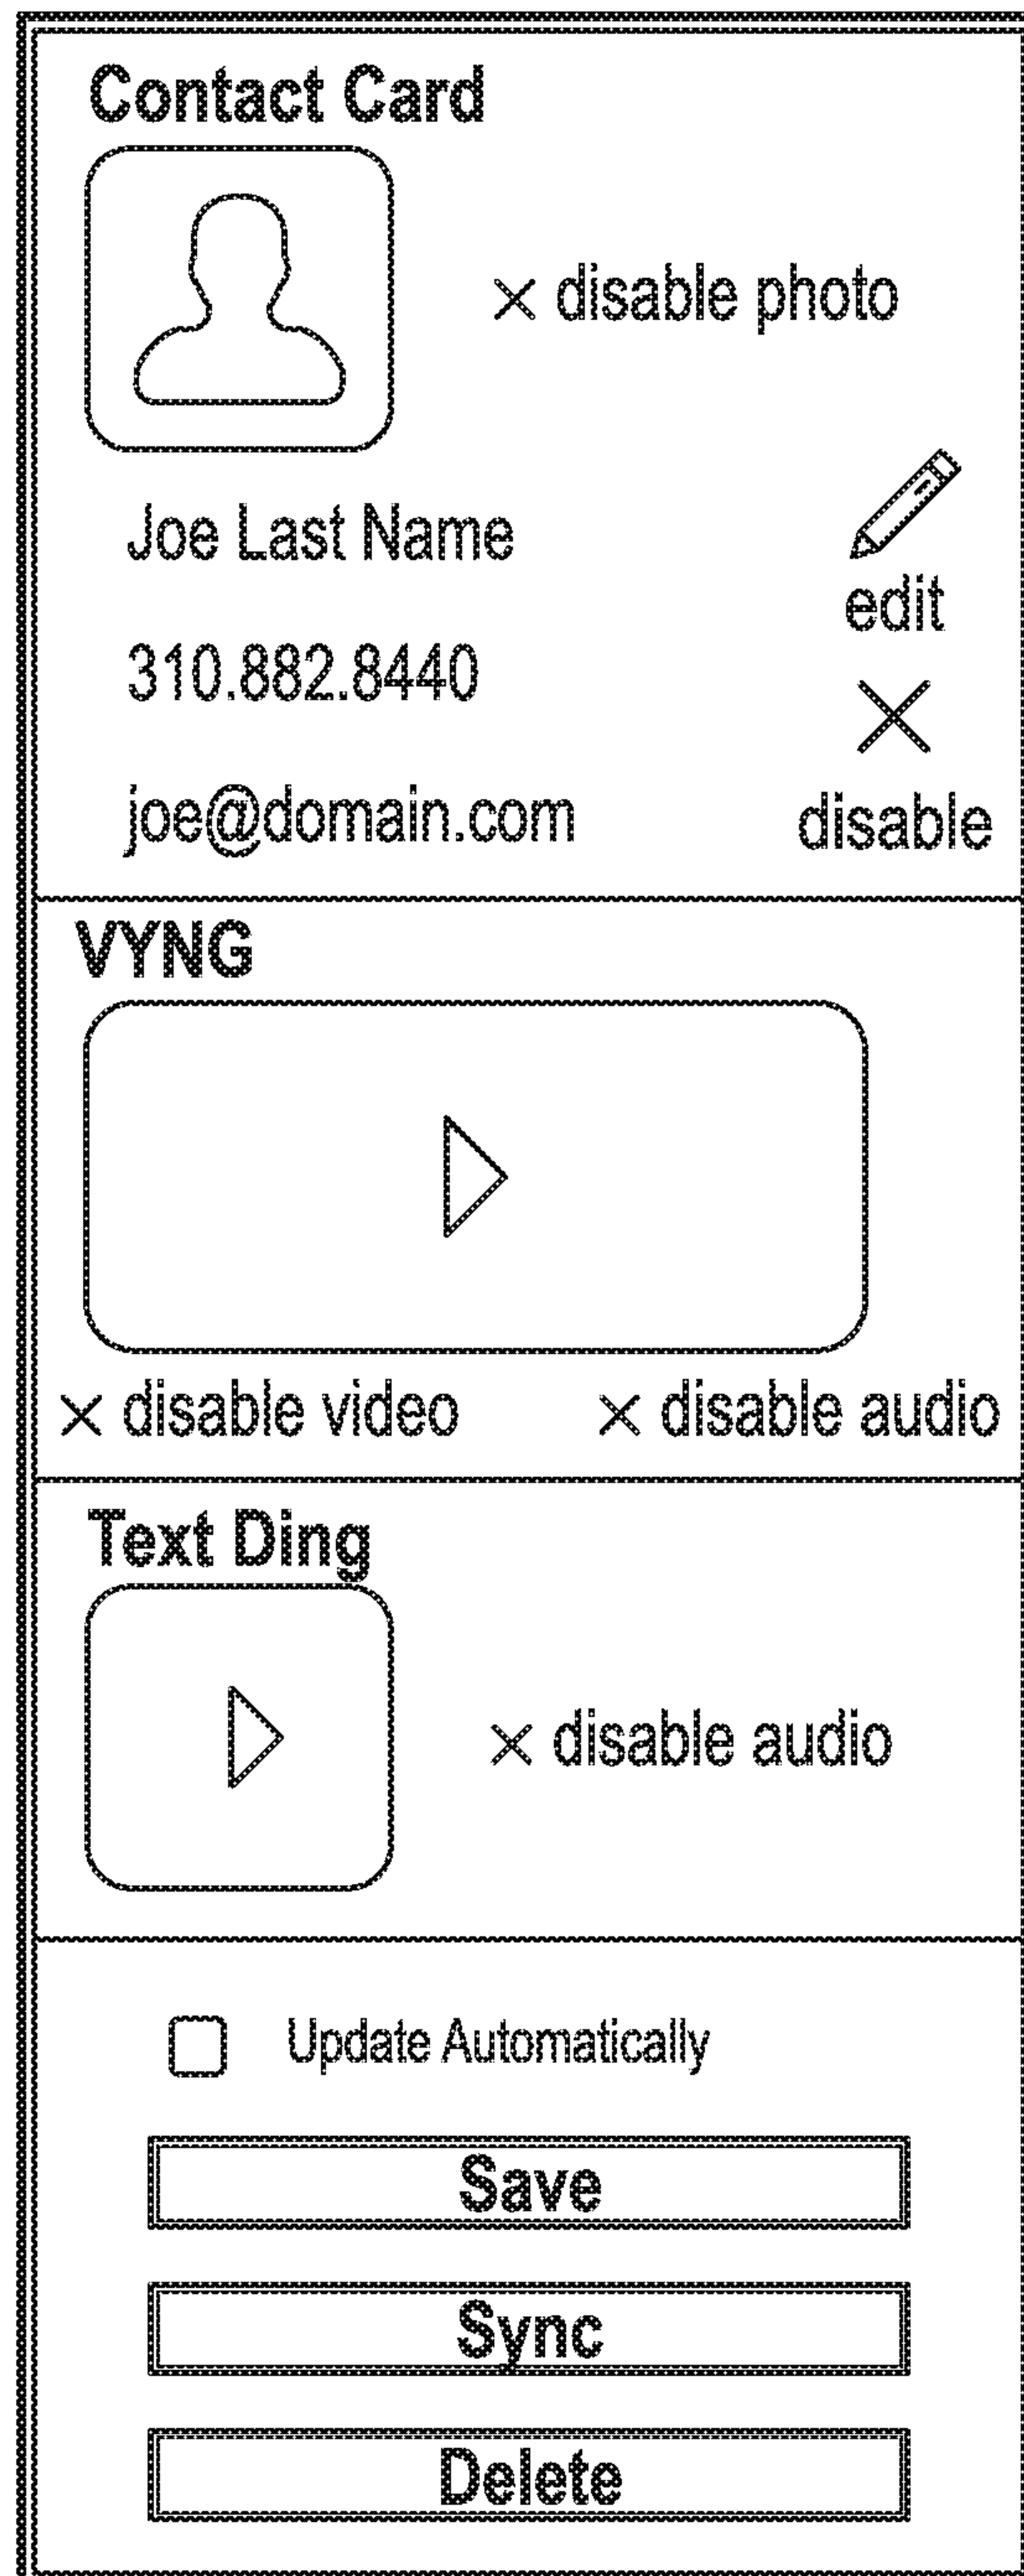 Contact Card
× disable photo
Joe Last Name
edit
310.882.8440
joe@domain.com
disable
VYNG
× disable video × disable audio
Text Ding
× disable audio
Update Automatically
Save
Sync
Delete